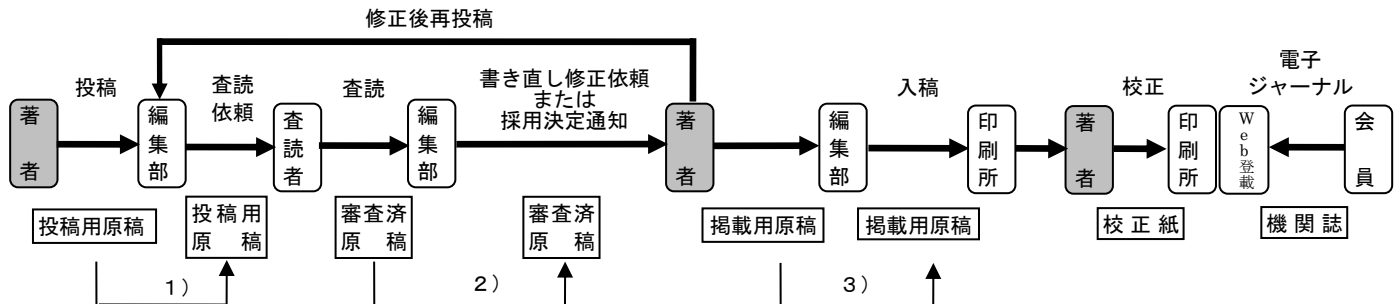 修正後再投稿
投稿
査読
依頼
査読
書き直し修正依頼
または
採用決定通知
入稿
校正
電子
ジャーナル
著者
編集部
査読者
編集部
著者
編集部
印刷所
著者
印刷所
Web登載
会員
投稿用原稿
投稿用
原稿
審査済
原稿
審査済
原稿
掲載用原稿
掲載用原稿
校正紙
機関誌
1）
2）
3）